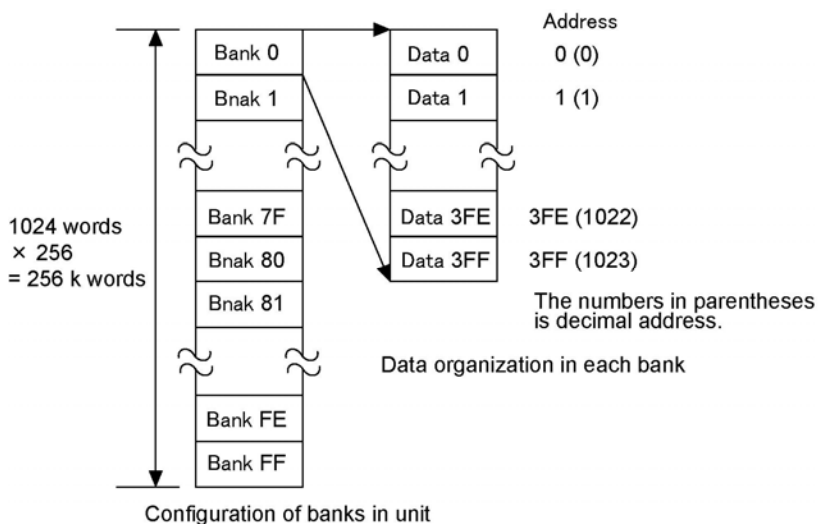 Address
Bank 0
Data 0
0 (0)
Bnak 1
Data 1
1 (1)
1024 words
× 256
= 256 k words
Bank 7F
Data 3FE
3FE (1022)
Bnak 80
Data 3FF
3FF (1023)
Bnak 81
The numbers in parentheses
is decimal address.
Data organization in each bank
Bank FE
Bank FF
Configuration of banks in unit